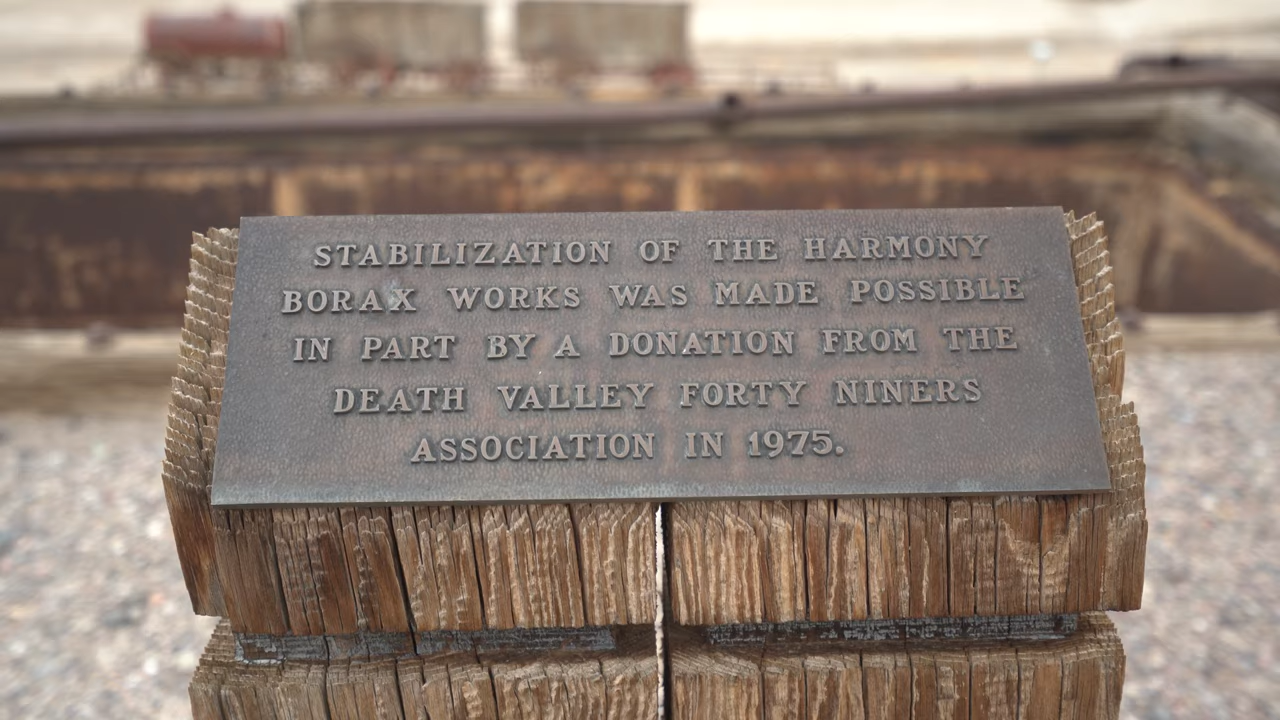 STABILIZATION OF THE HARMONY
BORAX WORKS WAS MADE POSSIBLE
IN PART BY A DONATION FROM THE
DEATH VALLEY FORTY NINERS
ASSOCIATION IN 1975.